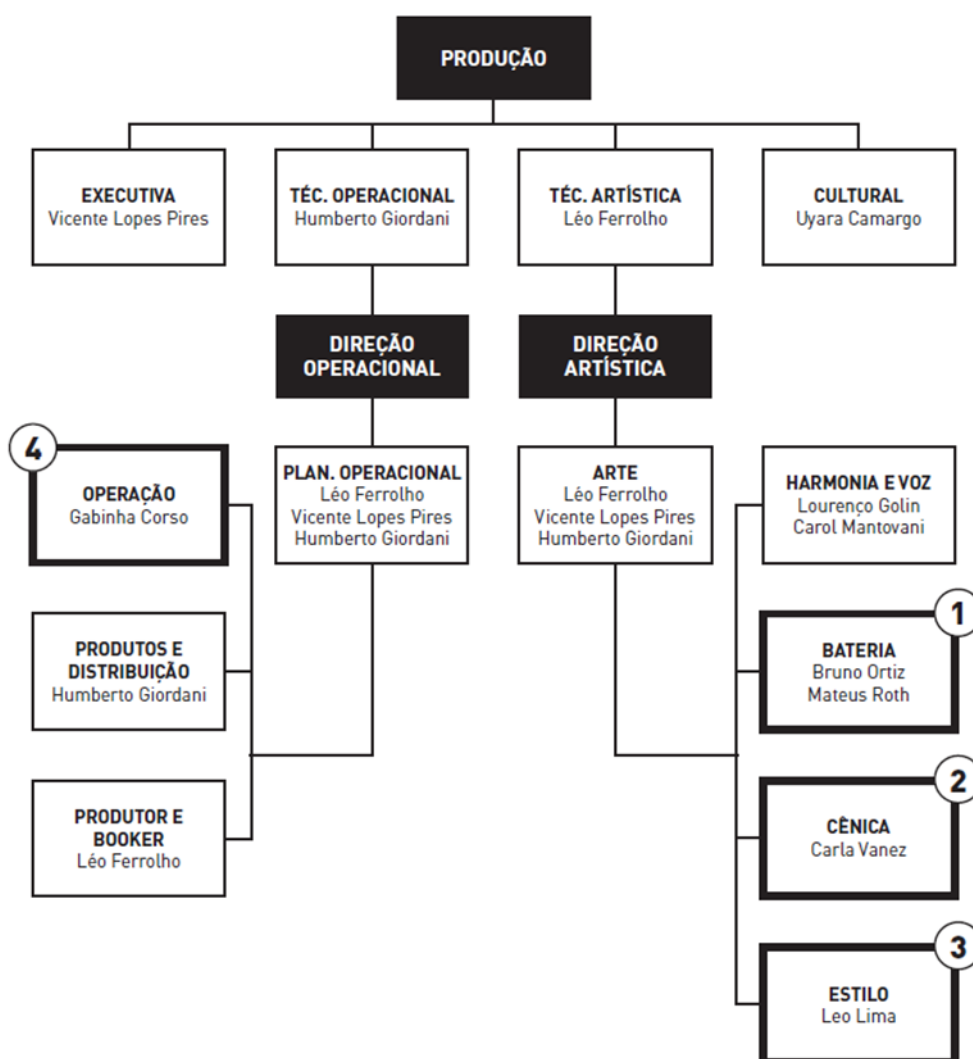 PRODUÇÃO
EXECUTIVA
Vicente Lopes Pires
TÉC. OPERACIONAL
Humberto Giordani
TÉC. ARTÍSTICA
Léo Ferrolho
CULTURAL
Uyara Camargo
DIREÇÃO
OPERACIONAL
DIREÇÃO
ARTÍSTICA
4
OPERAÇÃO
Gabinha Corso
PLAN. OPERACIONAL
Léo Ferrolho
Vicente Lopes Pires
Humberto Giordani
ARTE
Léo Ferrolho
Vicente Lopes Pires
Humberto Giordani
HARMONIA E VOZ
Lourenço Golin
Carol Mantovani
PRODUTOS E
DISTRIBUIÇÃO
Humberto Giordani
1
BATERIA
Bruno Ortiz
Mateus Roth
PRODUTOR E
BOOKER
Léo Ferrolho
2
CÊNICA
Carla Vanez
3
ESTILO
Leo Lima